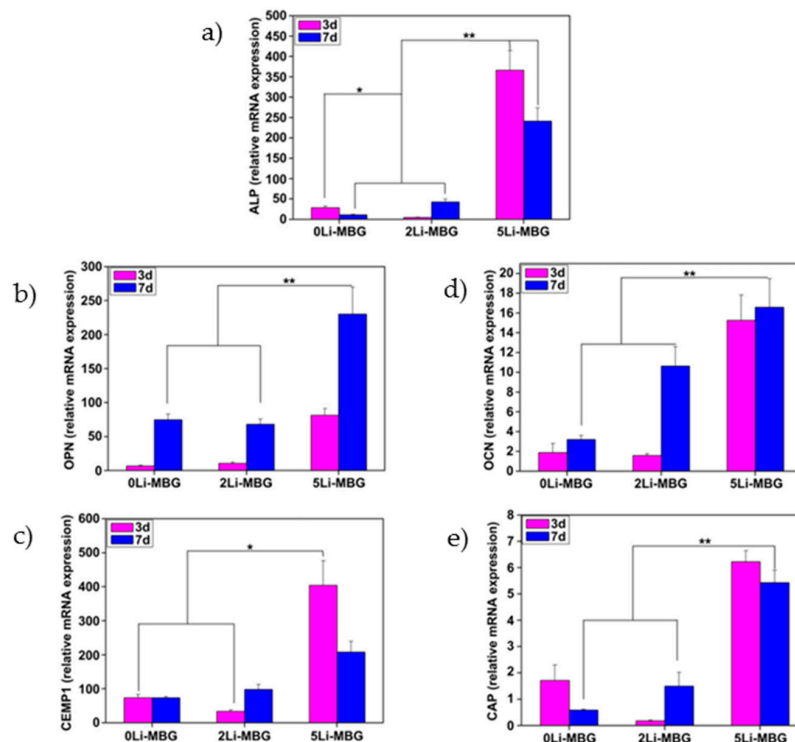 a)
ALP (relative mRNA expression)
500
450
400
350
300
250
200
150
100
50
0
3d
7d
*
**
0Li-MBG 2Li-MBG 5Li-MBG
b)
OPN (relative mRNA expression)
300
250
200
150
100
50
0
3d
7d
**
0Li-MBG 2Li-MBG 5Li-MBG
d)
OCN (relative mRNA expression)
20
18
16
14
12
10
8
6
4
2
0
3d
7d
**
0Li-MBG 2Li-MBG 5Li-MBG
c)
CEMP1 (relative mRNA expression)
600
500
400
300
200
100
0
3d
7d
*
0Li-MBG 2Li-MBG 5Li-MBG
e)
CAP (relative mRNA expression)
8
7
6
5
4
3
2
1
0
3d
7d
**
0Li-MBG 2Li-MBG 5Li-MBG